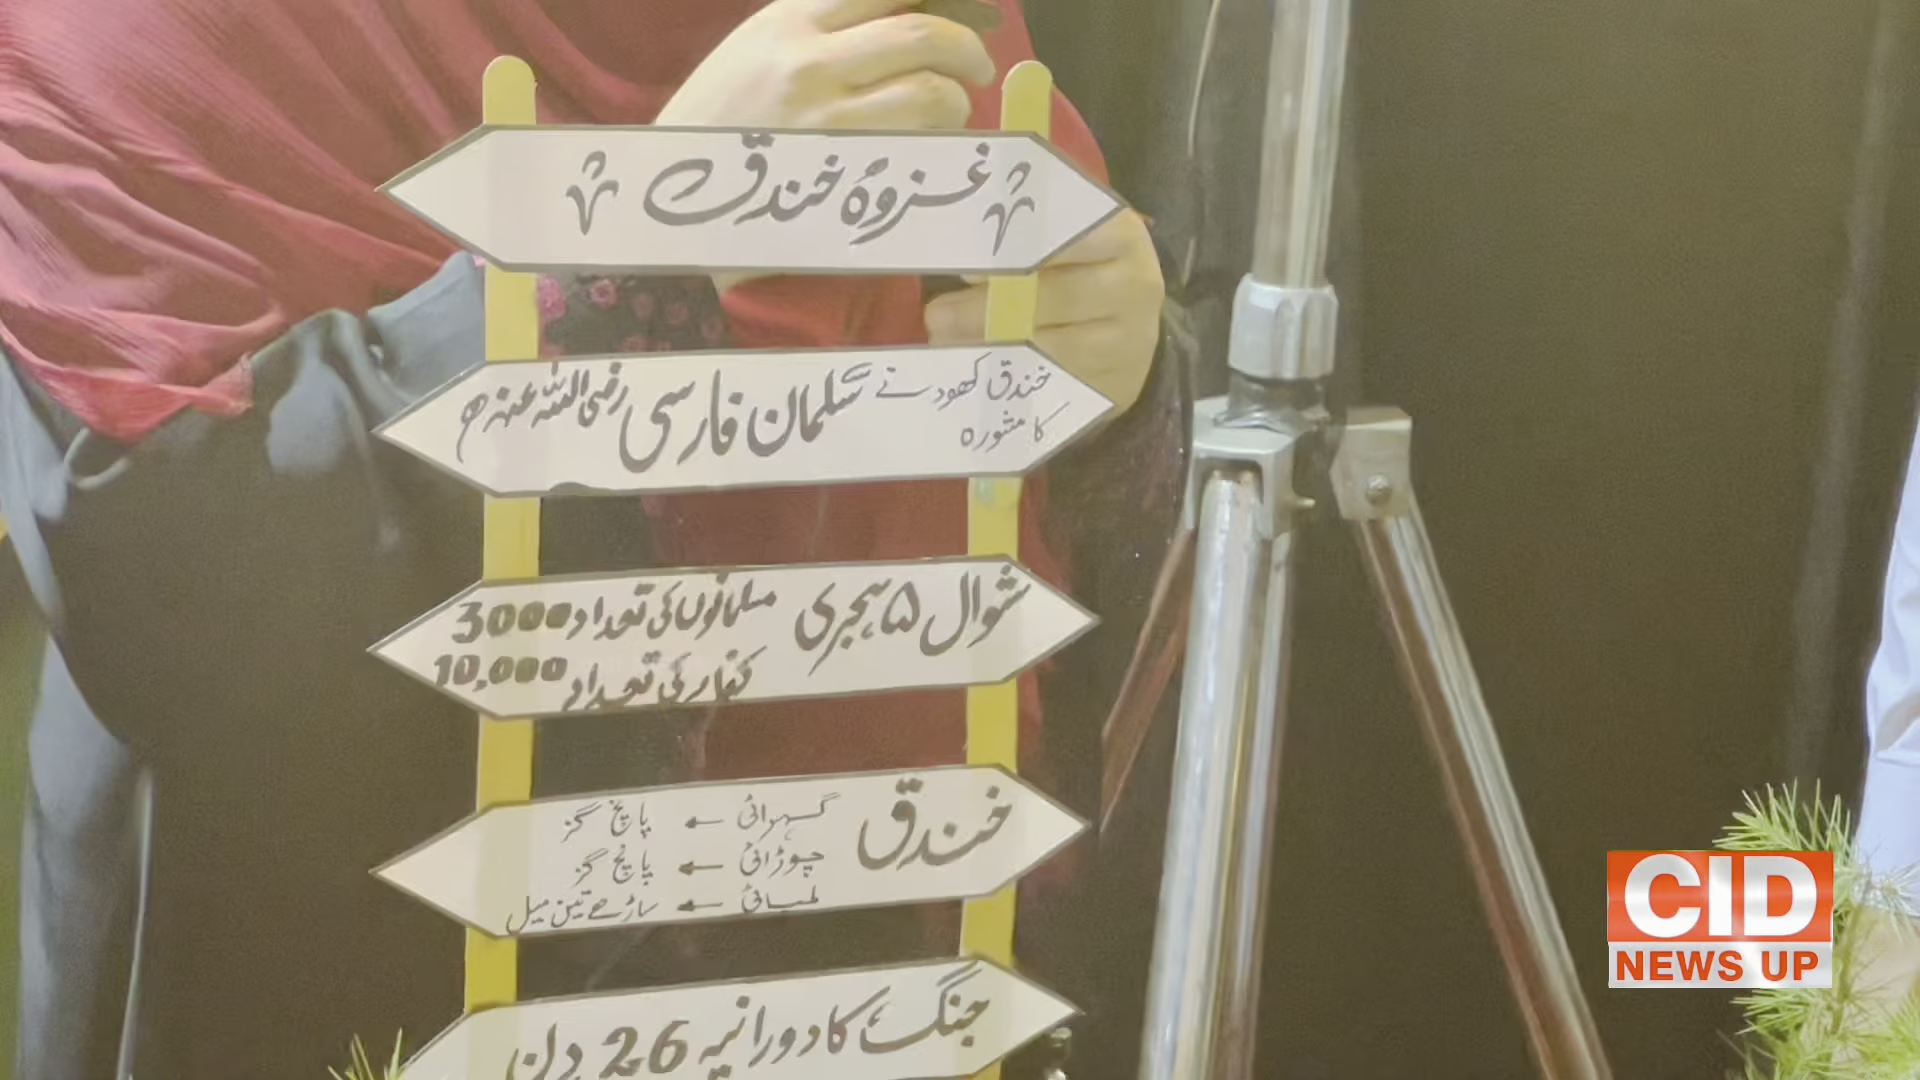 غزوۂ خندق
خندق کھودنے
کا مشورہ
سلمان فارسی رضی اللہ عنہ
شوال ۵ ہجری
مسلمانوں کی تعداد 3000
کفار کی تعداد 10,000
خندق
گہرائی ← پانچ گز
چوڑائی ← پانچ گز
لمبائی ← ساڑھے تین میل
جنگ کا دورانیہ 26 دن
CID
NEWS UP